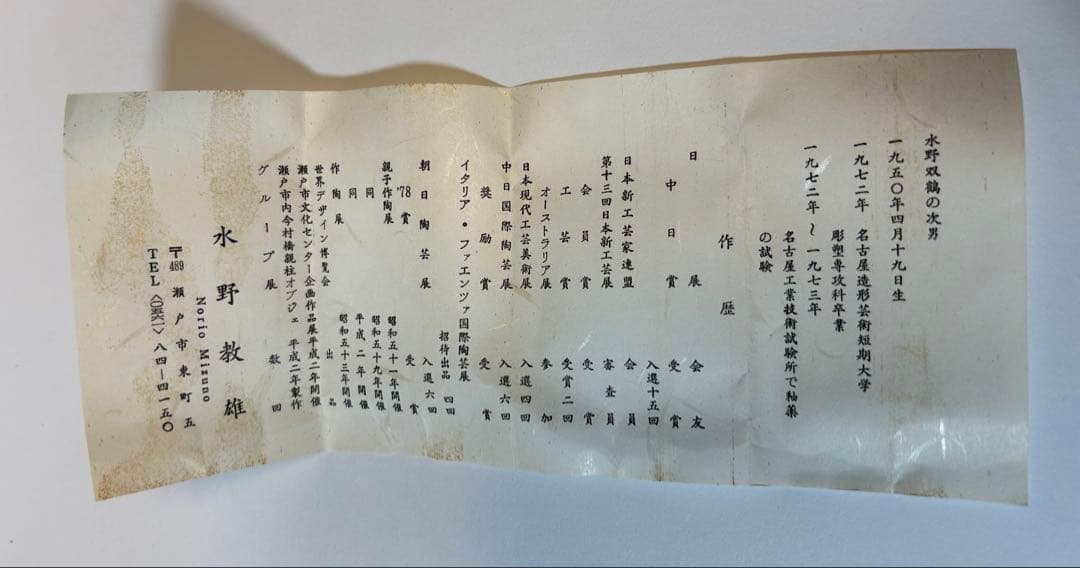 水野双鶴の次男
一九五〇年四月十九日生
一九七二年 名古屋造形芸術短期大学
彫塑専攻科卒業
一九七二年〜一九七三年
名古屋工業技術試験所で釉薬
の試験
作歴
日展 会友
中日賞 受賞
入選十五回
日本新工芸家連盟 会員
第十三回日本新工芸展 審査員
会員賞 受賞
工芸賞 受賞二回
オーストラリア展 参加
日本現代工芸美術展 入選四回
中日国際陶芸展 入選六回
奨励賞 受賞
イタリア・ファエンツァ国際陶芸展
招待出品 四回
朝日陶芸展 入選六回
'78賞 受賞
親子作陶展 昭和五十一年開催
同 昭和五十九年開催
同 平成二年開催
作陶展 昭和五十三年開催
世界デザイン博覧会 出品
瀬戸市文化センター企画作品展平成二年開催
瀬戸市内今村橋親柱オブジェ 平成二年製作
グループ展 数回
水野教雄
Norio Mizuno
〒489 瀬戸市東町五
TEL〈〇五六一〉八四ー四一五〇